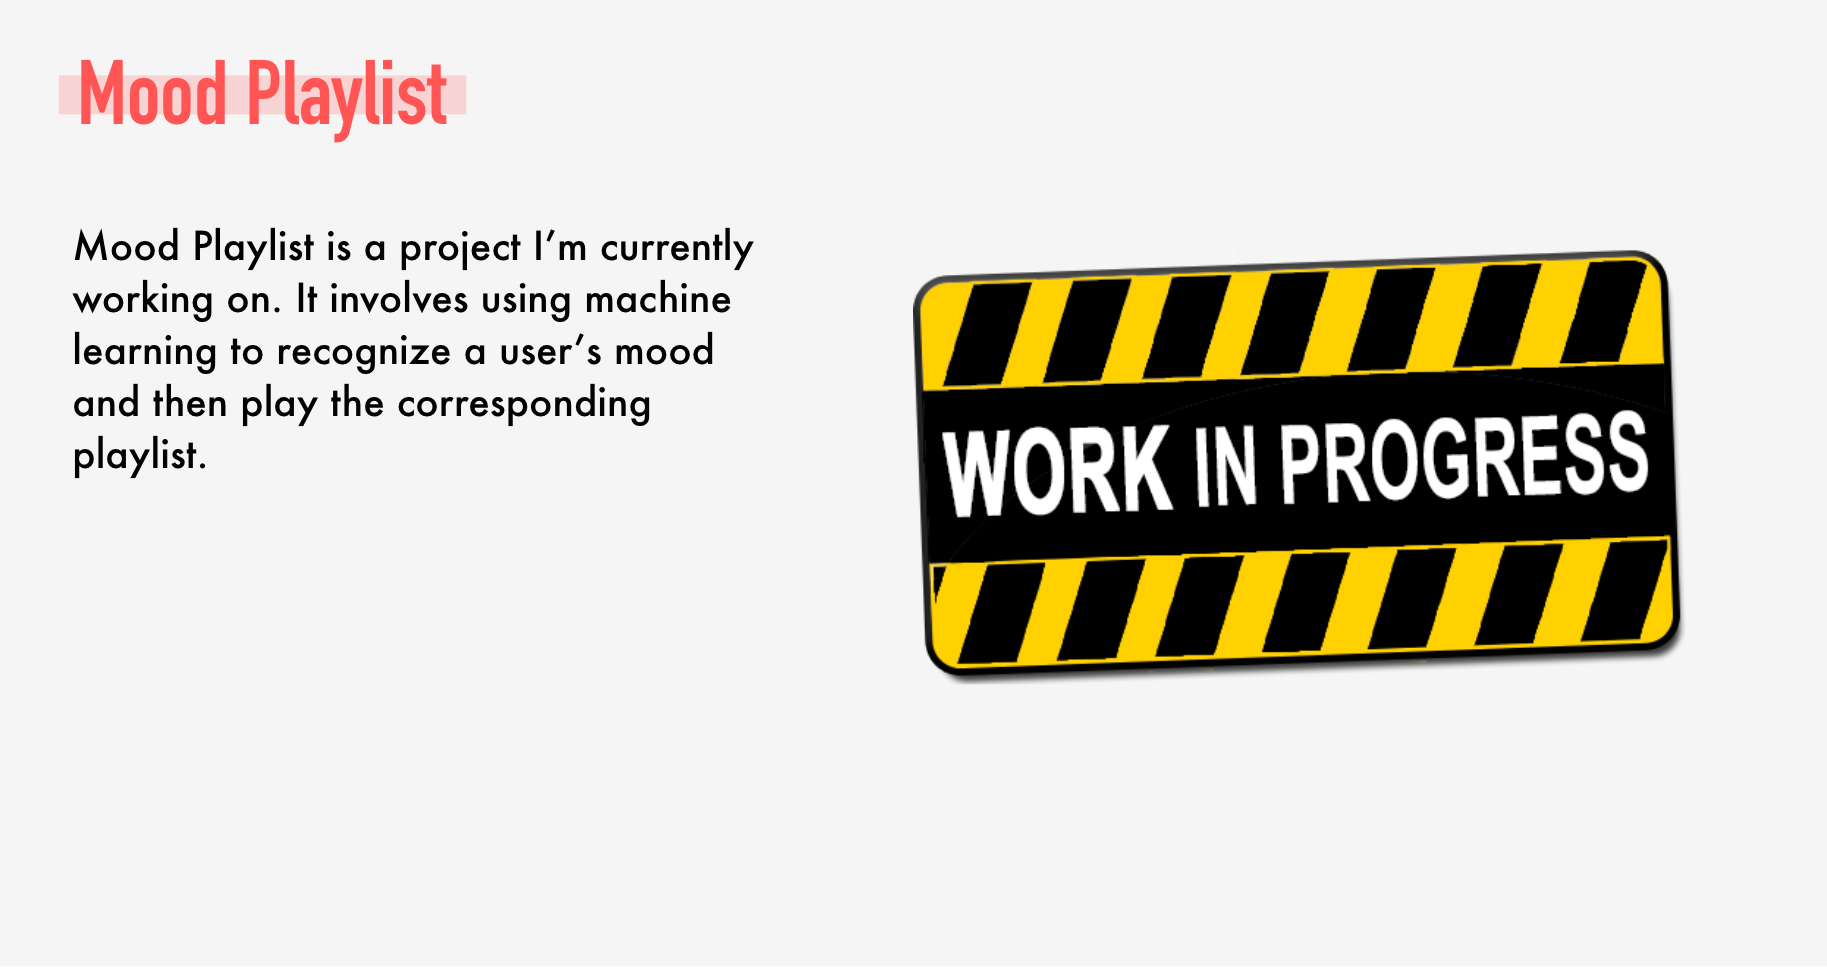 Mood Playlist
Mood Playlist is a project I’m currently
working on. It involves using machine
learning to recognize a user’s mood
and then play the corresponding
playlist.
WORK IN PROGRESS